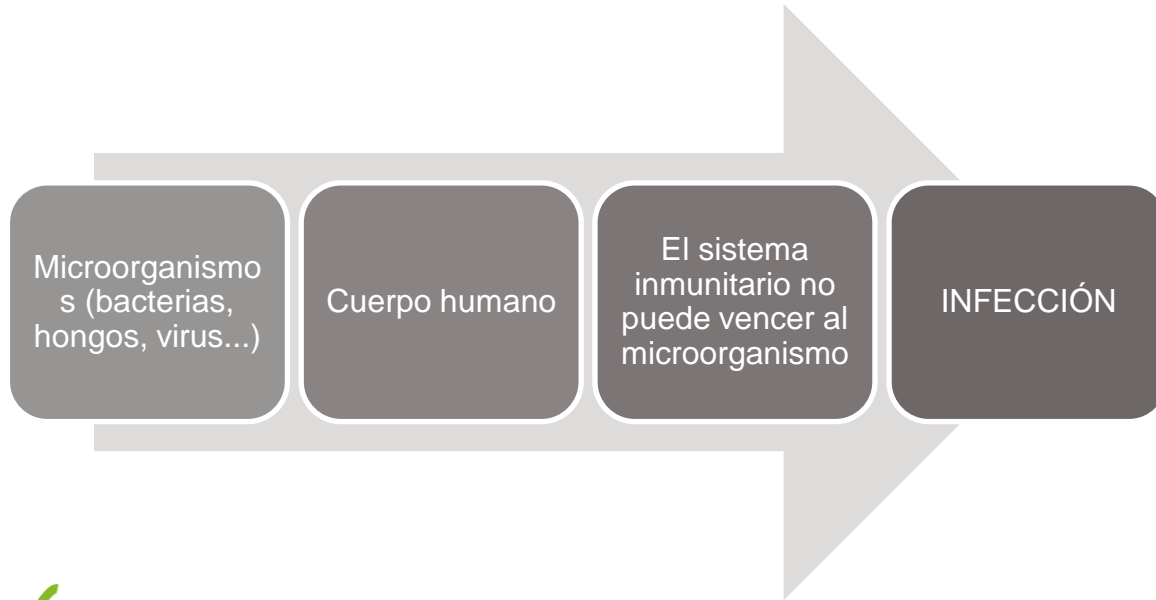 Microorganismo
s (bacterias,
hongos, virus...)
Cuerpo humano
El sistema
inmunitario no
puede vencer al
microorganismo
INFECCIÓN